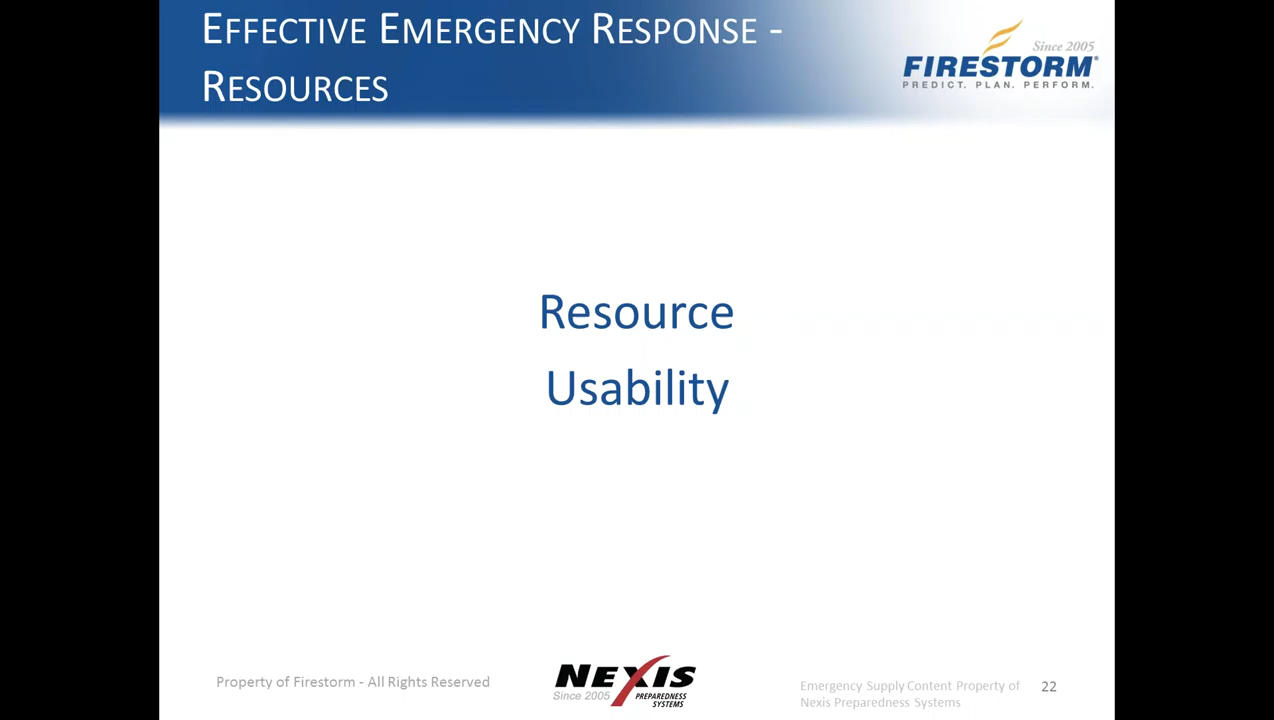 EFFECTIVE EMERGENCY RESPONSE -
RESOURCES
Since 2005
FIRESTORM®
PREDICT. PLAN. PERFORM.
Resource
Usability
Property of Firestorm - All Rights Reserved
NEXIS
Since 2005
PREPAREDNESS
SYSTEMS
Emergency Supply Content Property of
Nexis Preparedness Systems
22